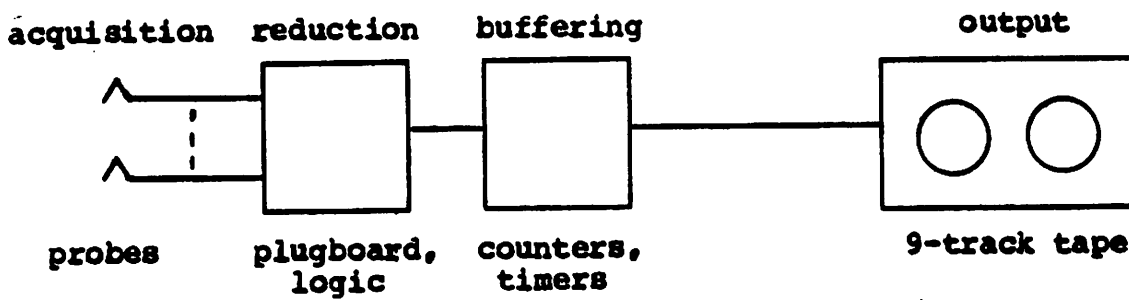 acquisition reduction buffering output
probes plugboard, logic counters, timers 9-track tape